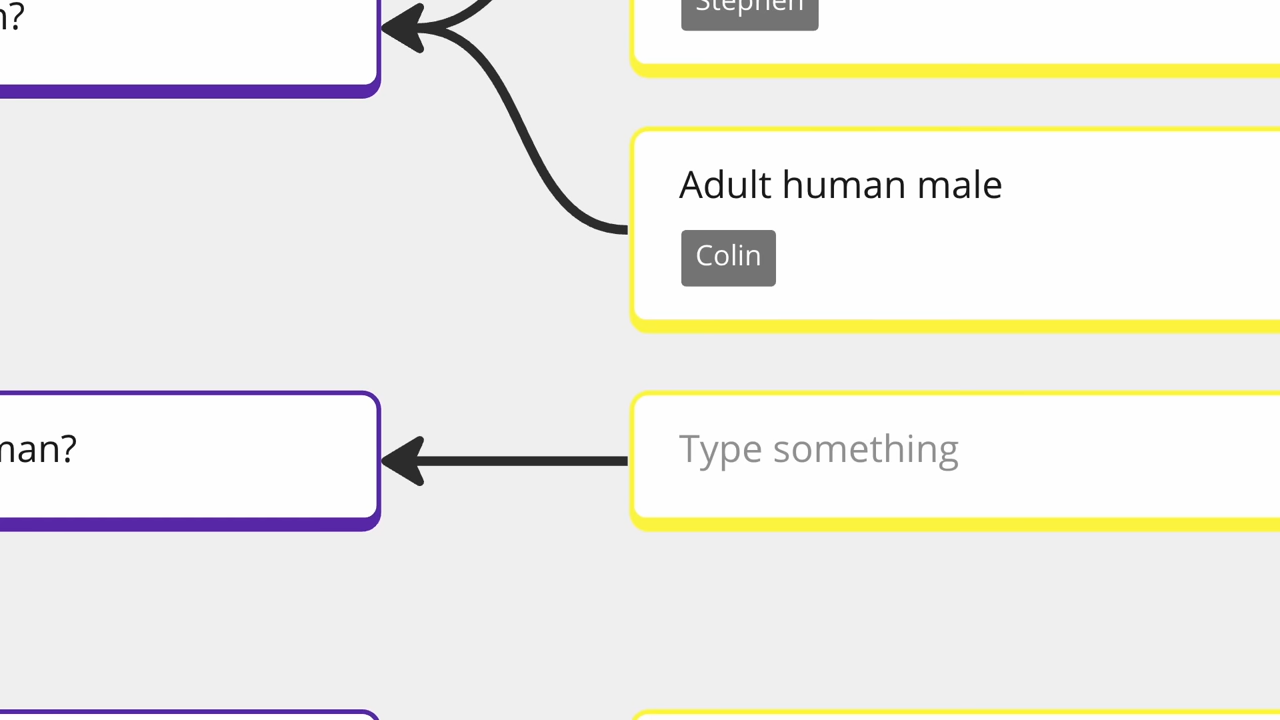 n?
Stephen
Adult human male
Colin
man?
Type something